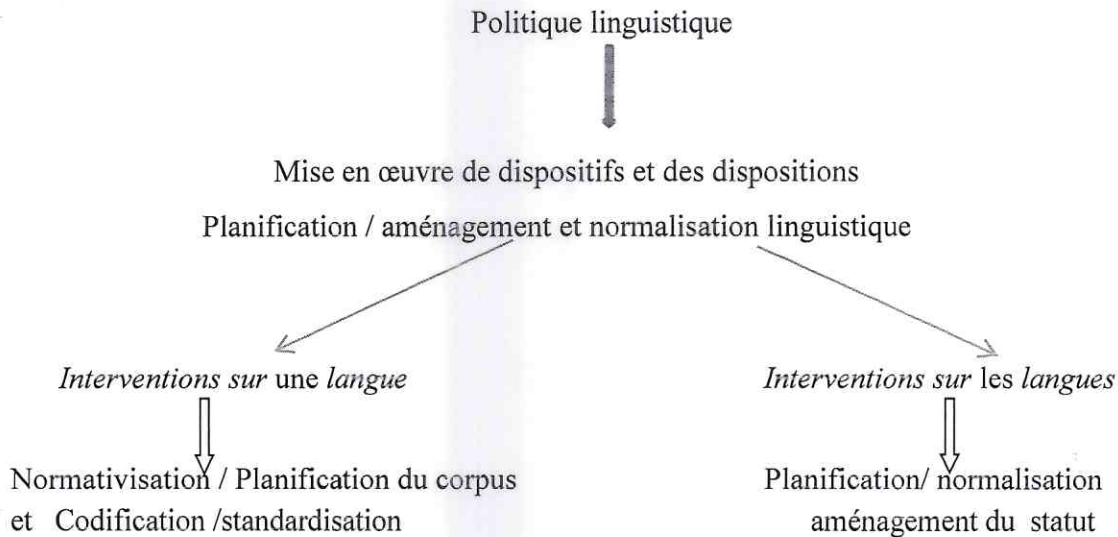 Politique linguistique
Mise en œuvre de dispositifs et des dispositions
Planification / aménagement et normalisation linguistique
Interventions sur une langue
Interventions sur les langues
Normativisation / Planification du corpus
et Codification /standardisation
Planification/ normalisation
aménagement du statut